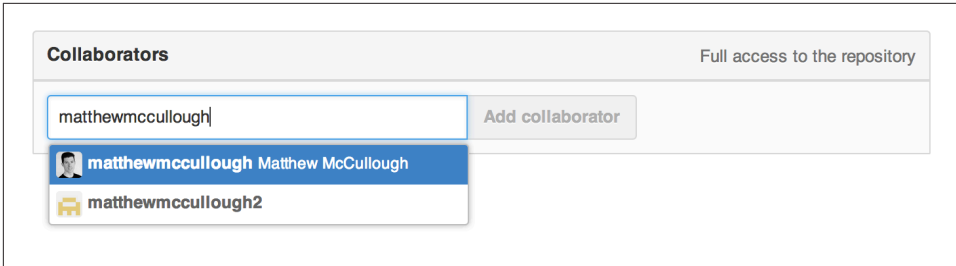 Collaborators Full access to the repository
matthewmccullough Add collaborator
matthewmccullough Matthew McCullough
matthewmccullough2